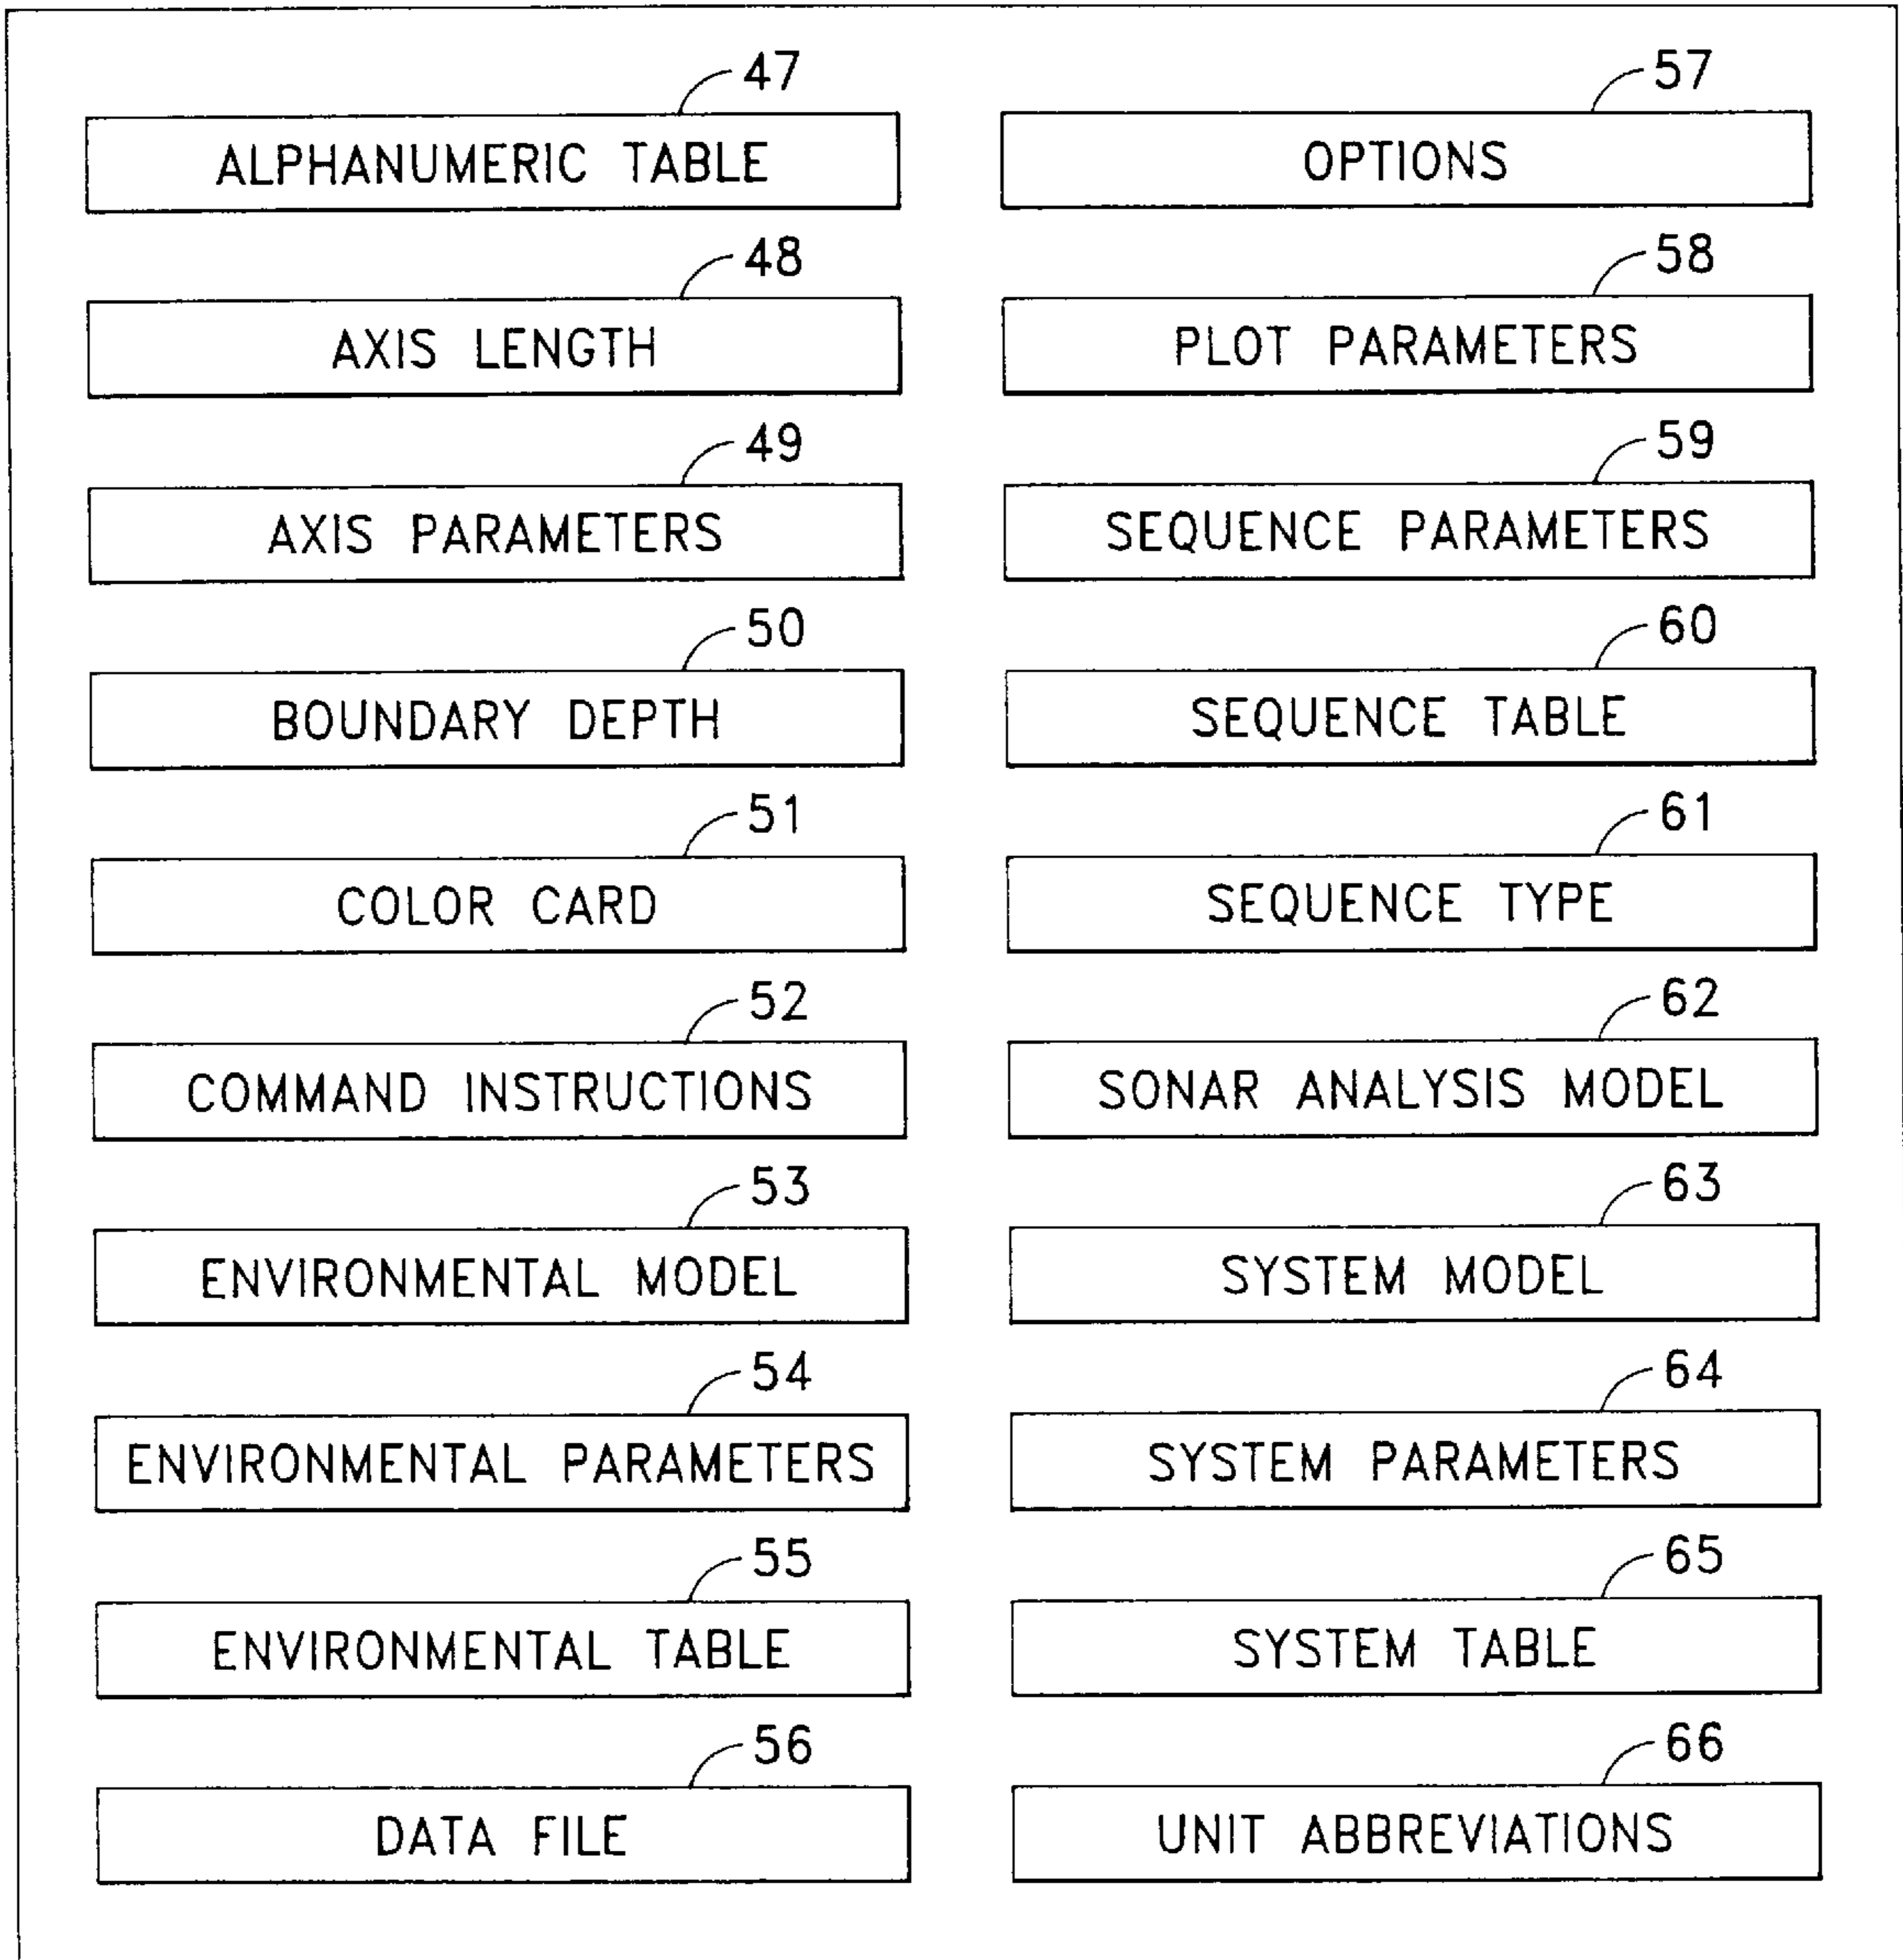 47
ALPHANUMERIC TABLE
48
AXIS LENGTH
49
AXIS PARAMETERS
50
BOUNDARY DEPTH
51
COLOR CARD
52
COMMAND INSTRUCTIONS
53
ENVIRONMENTAL MODEL
54
ENVIRONMENTAL PARAMETERS
55
ENVIRONMENTAL TABLE
56
DATA FILE
57
OPTIONS
58
PLOT PARAMETERS
59
SEQUENCE PARAMETERS
60
SEQUENCE TABLE
61
SEQUENCE TYPE
62
SONAR ANALYSIS MODEL
63
SYSTEM MODEL
64
SYSTEM PARAMETERS
65
SYSTEM TABLE
66
UNIT ABBREVIATIONS